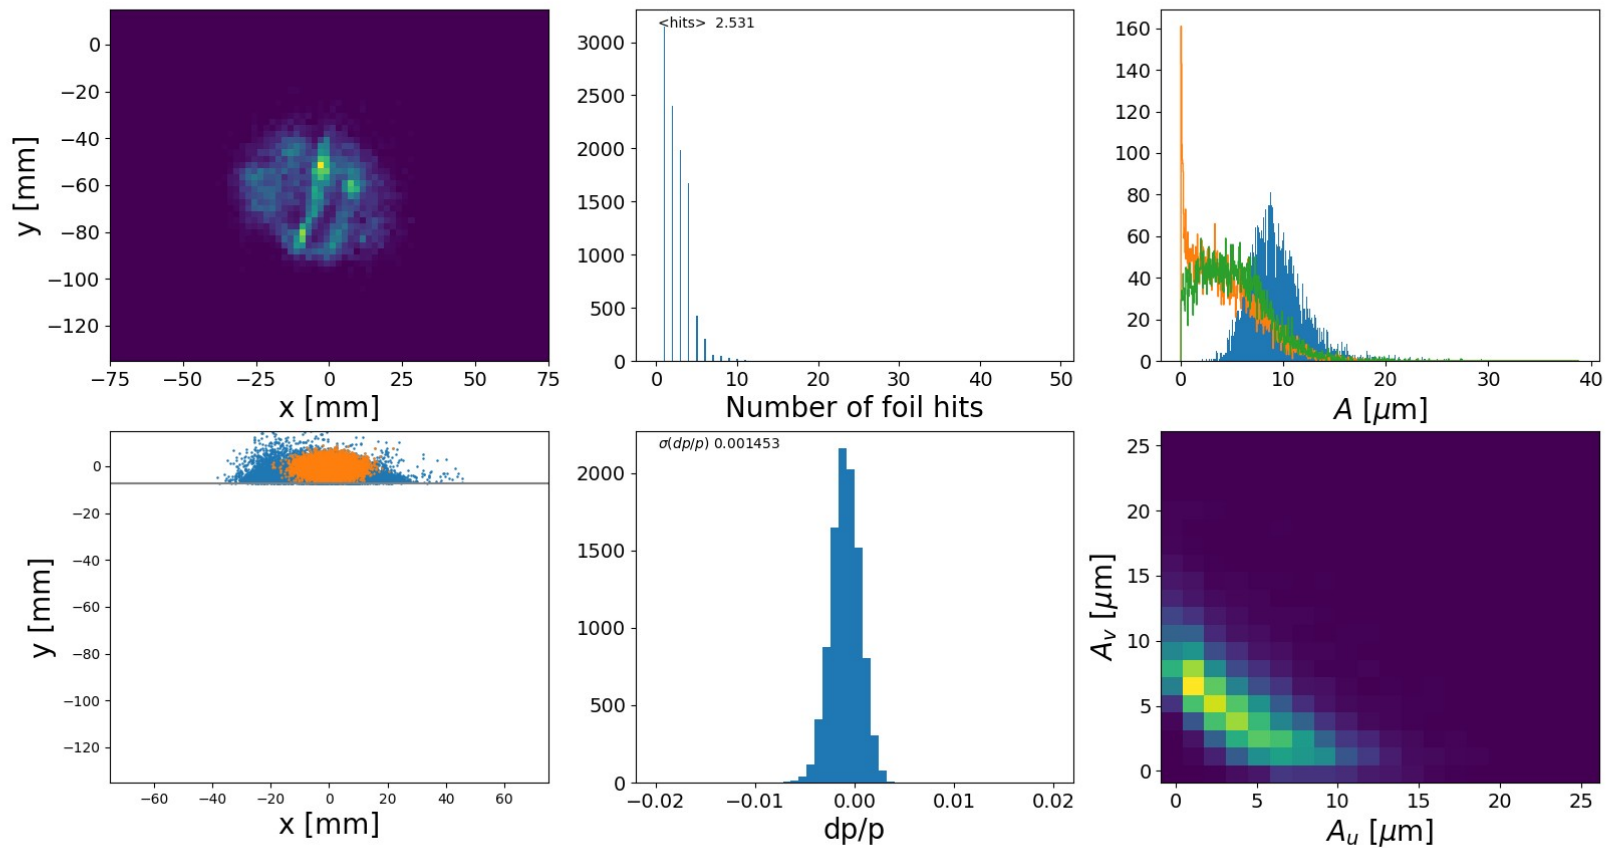 0
−20
−40
−60
−80
−100
−120
y [mm]
−75 −50 −25 0 25 50 75
x [mm]
<hits> 2.531
3000
2500
2000
1500
1000
500
0
0 10 20 30 40 50
Number of foil hits
160
140
120
100
80
60
40
20
0
0 10 20 30 40
A [μm]
0
−20
−40
−60
−80
−100
−120
y [mm]
−60 −40 −20 0 20 40 60
x [mm]
σ(dp/p) 0.001453
2000
1500
1000
500
0
−0.02 −0.01 0.00 0.01 0.02
dp/p
25
20
15
10
5
0
A_v [μm]
0 5 10 15 20 25
A_u [μm]